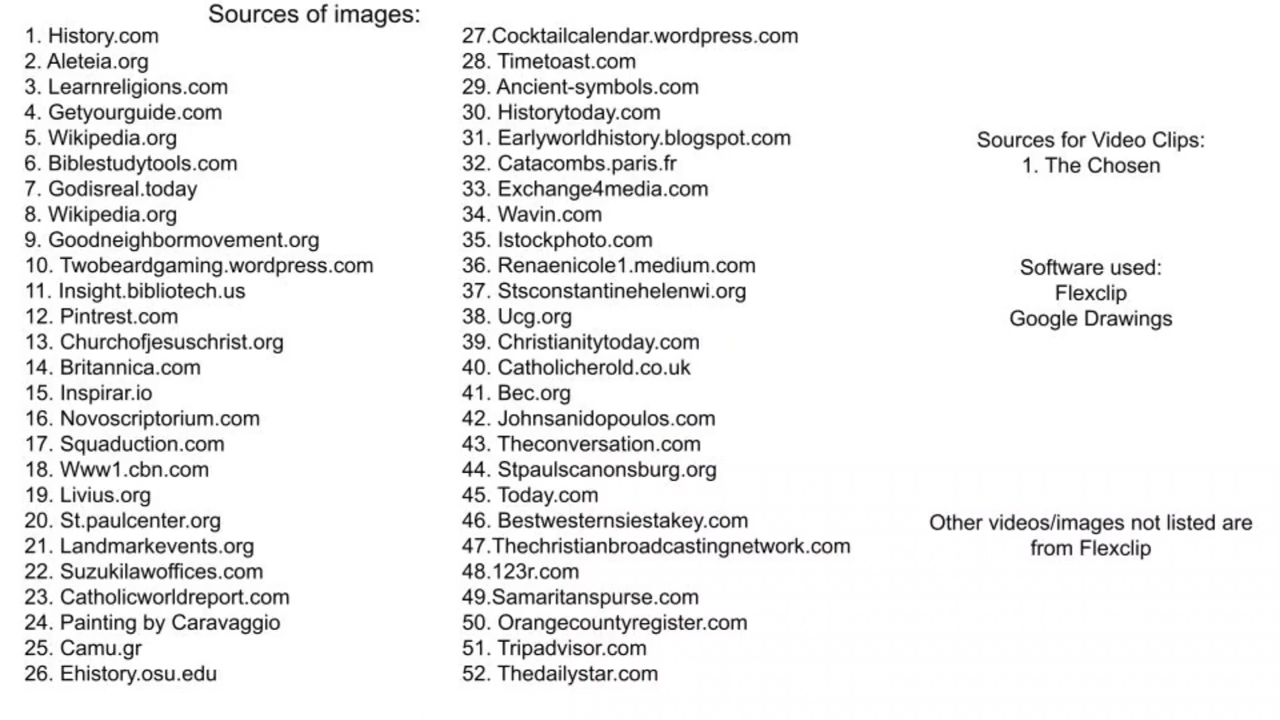 Sources of images:
1. History.com
2. Aleteia.org
3. Learnreligions.com
4. Getyourguide.com
5. Wikipedia.org
6. Biblestudytools.com
7. Godisreal.today
8. Wikipedia.org
9. Goodneighbormovement.org
10. Twobeardgaming.wordpress.com
11. Insight.bibliotech.us
12. Pintrest.com
13. Churchofjesuschrist.org
14. Britannica.com
15. Inspirar.io
16. Novoscriptorium.com
17. Squaduction.com
18. Www1.cbn.com
19. Livius.org
20. St.paulcenter.org
21. Landmarkevents.org
22. Suzukilawoffices.com
23. Catholicworldreport.com
24. Painting by Caravaggio
25. Camu.gr
26. Ehistory.osu.edu
27.Cocktailcalendar.wordpress.com
28. Timetoast.com
29. Ancient-symbols.com
30. Historytoday.com
31. Earlyworldhistory.blogspot.com
32. Catacombs.paris.fr
33. Exchange4media.com
34. Wavin.com
35. Istockphoto.com
36. Renaenicole1.medium.com
37. Stsconstantinehelenwi.org
38. Ucg.org
39. Christianitytoday.com
40. Catholicherold.co.uk
41. Bec.org
42. Johnsanidopoulos.com
43. Theconversation.com
44. Stpaulscanonsburg.org
45. Today.com
46. Bestwesternsiestakey.com
47.Thechristianbroadcastingnetwork.com
48.123r.com
49.Samaritanspurse.com
50. Orangecountyregister.com
51. Tripadvisor.com
52. Thedailystar.com
Sources for Video Clips:
1. The Chosen
Software used:
Flexclip
Google Drawings
Other videos/images not listed are
from Flexclip